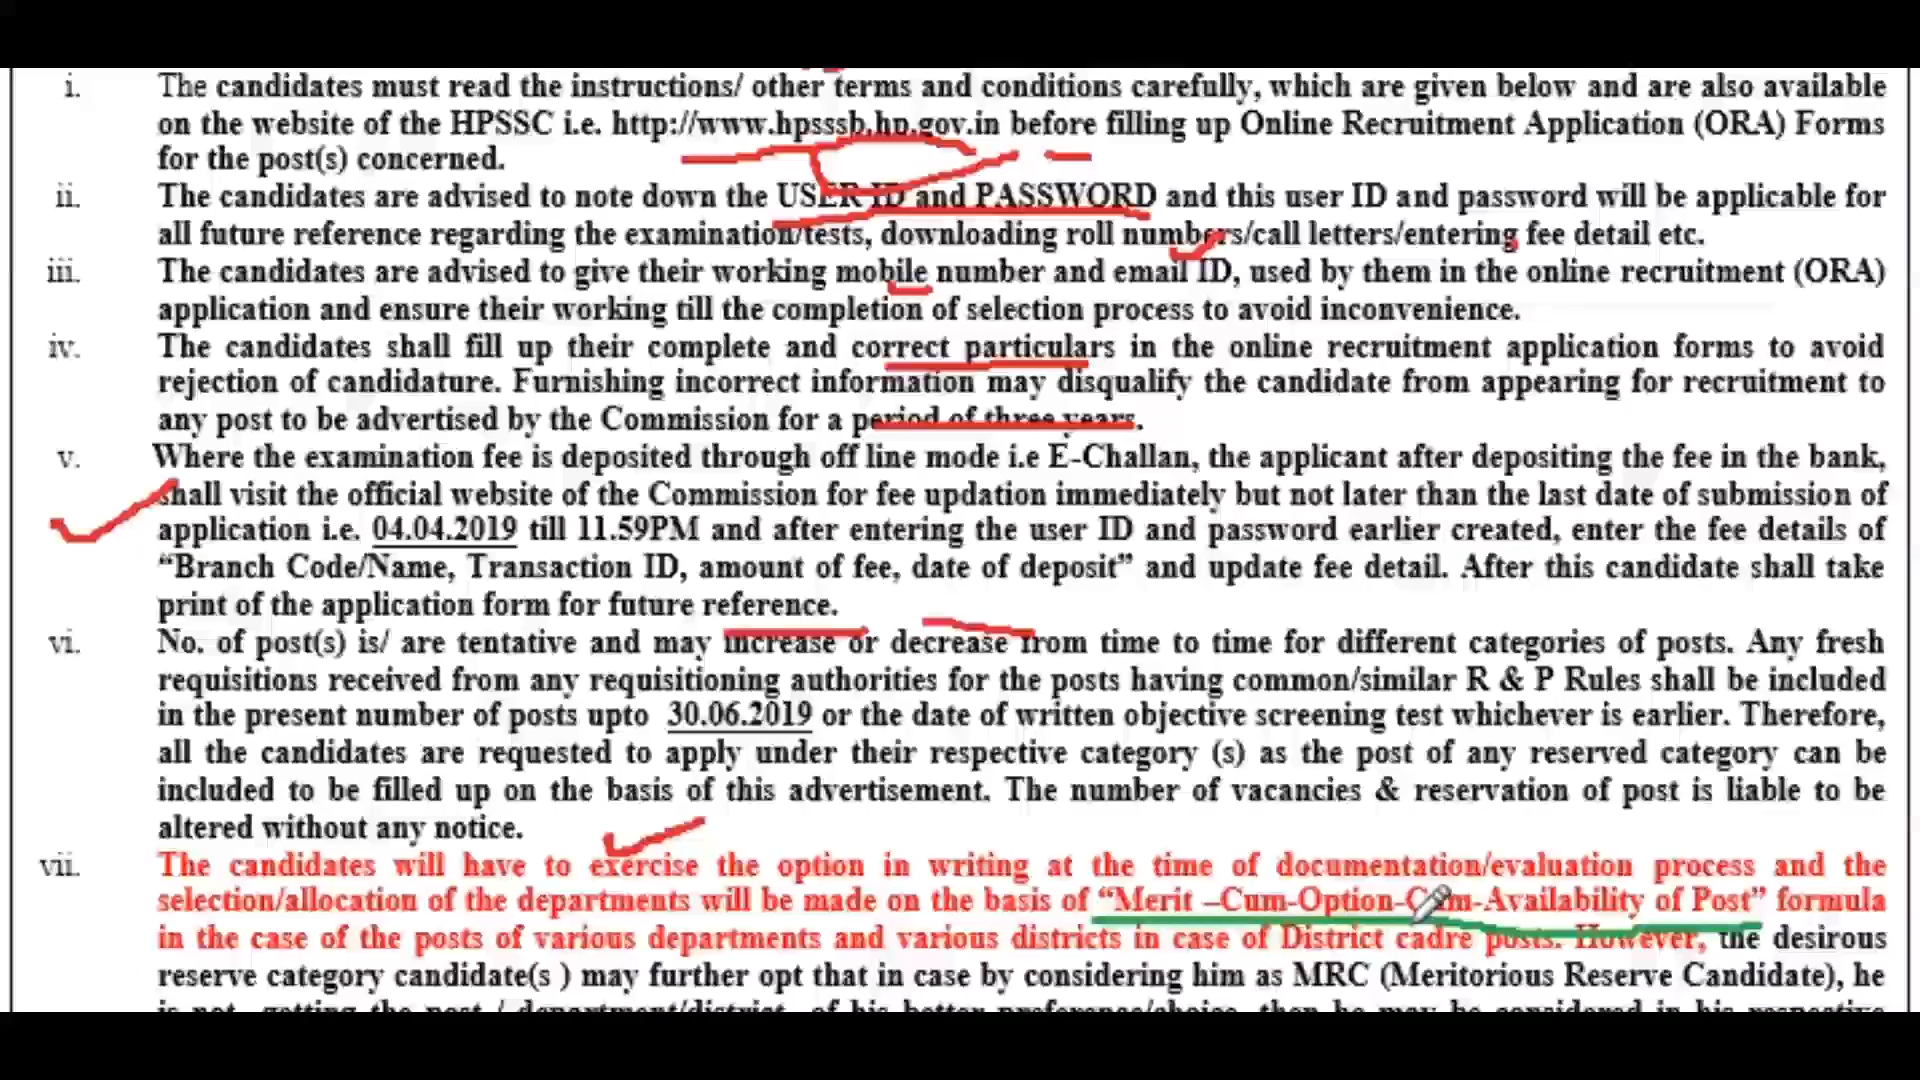 i. The candidates must read the instructions/ other terms and conditions carefully, which are given below and are also available
on the website of the HPSSC i.e. http://www.hpsssb.hp.gov.in before filling up Online Recruitment Application (ORA) Forms
for the post(s) concerned.
ii. The candidates are advised to note down the USER ID and PASSWORD and this user ID and password will be applicable for
all future reference regarding the examination/tests, downloading roll numbers/call letters/entering fee detail etc.
iii. The candidates are advised to give their working mobile number and email ID, used by them in the online recruitment (ORA)
application and ensure their working till the completion of selection process to avoid inconvenience.
iv. The candidates shall fill up their complete and correct particulars in the online recruitment application forms to avoid
rejection of candidature. Furnishing incorrect information may disqualify the candidate from appearing for recruitment to
any post to be advertised by the Commission for a period of three years.
v. Where the examination fee is deposited through off line mode i.e E-Challan, the applicant after depositing the fee in the bank,
shall visit the official website of the Commission for fee updation immediately but not later than the last date of submission of
application i.e. 04.04.2019 till 11.59PM and after entering the user ID and password earlier created, enter the fee details of
“Branch Code/Name, Transaction ID, amount of fee, date of deposit” and update fee detail. After this candidate shall take
print of the application form for future reference.
vi. No. of post(s) is/ are tentative and may increase or decrease from time to time for different categories of posts. Any fresh
requisitions received from any requisitioning authorities for the posts having common/similar R & P Rules shall be included
in the present number of posts upto 30.06.2019 or the date of written objective screening test whichever is earlier. Therefore,
all the candidates are requested to apply under their respective category (s) as the post of any reserved category can be
included to be filled up on the basis of this advertisement. The number of vacancies & reservation of post is liable to be
altered without any notice.
vii. The candidates will have to exercise the option in writing at the time of documentation/evaluation process and the
selection/allocation of the departments will be made on the basis of “Merit –Cum-Option-Cum-Availability of Post” formula
in the case of the posts of various departments and various districts in case of District cadre posts. However, the desirous
reserve category candidate(s ) may further opt that in case by considering him as MRC (Meritorious Reserve Candidate), he
is not getting the post / department/district of his better preference/choice, then he may be considered in his respective